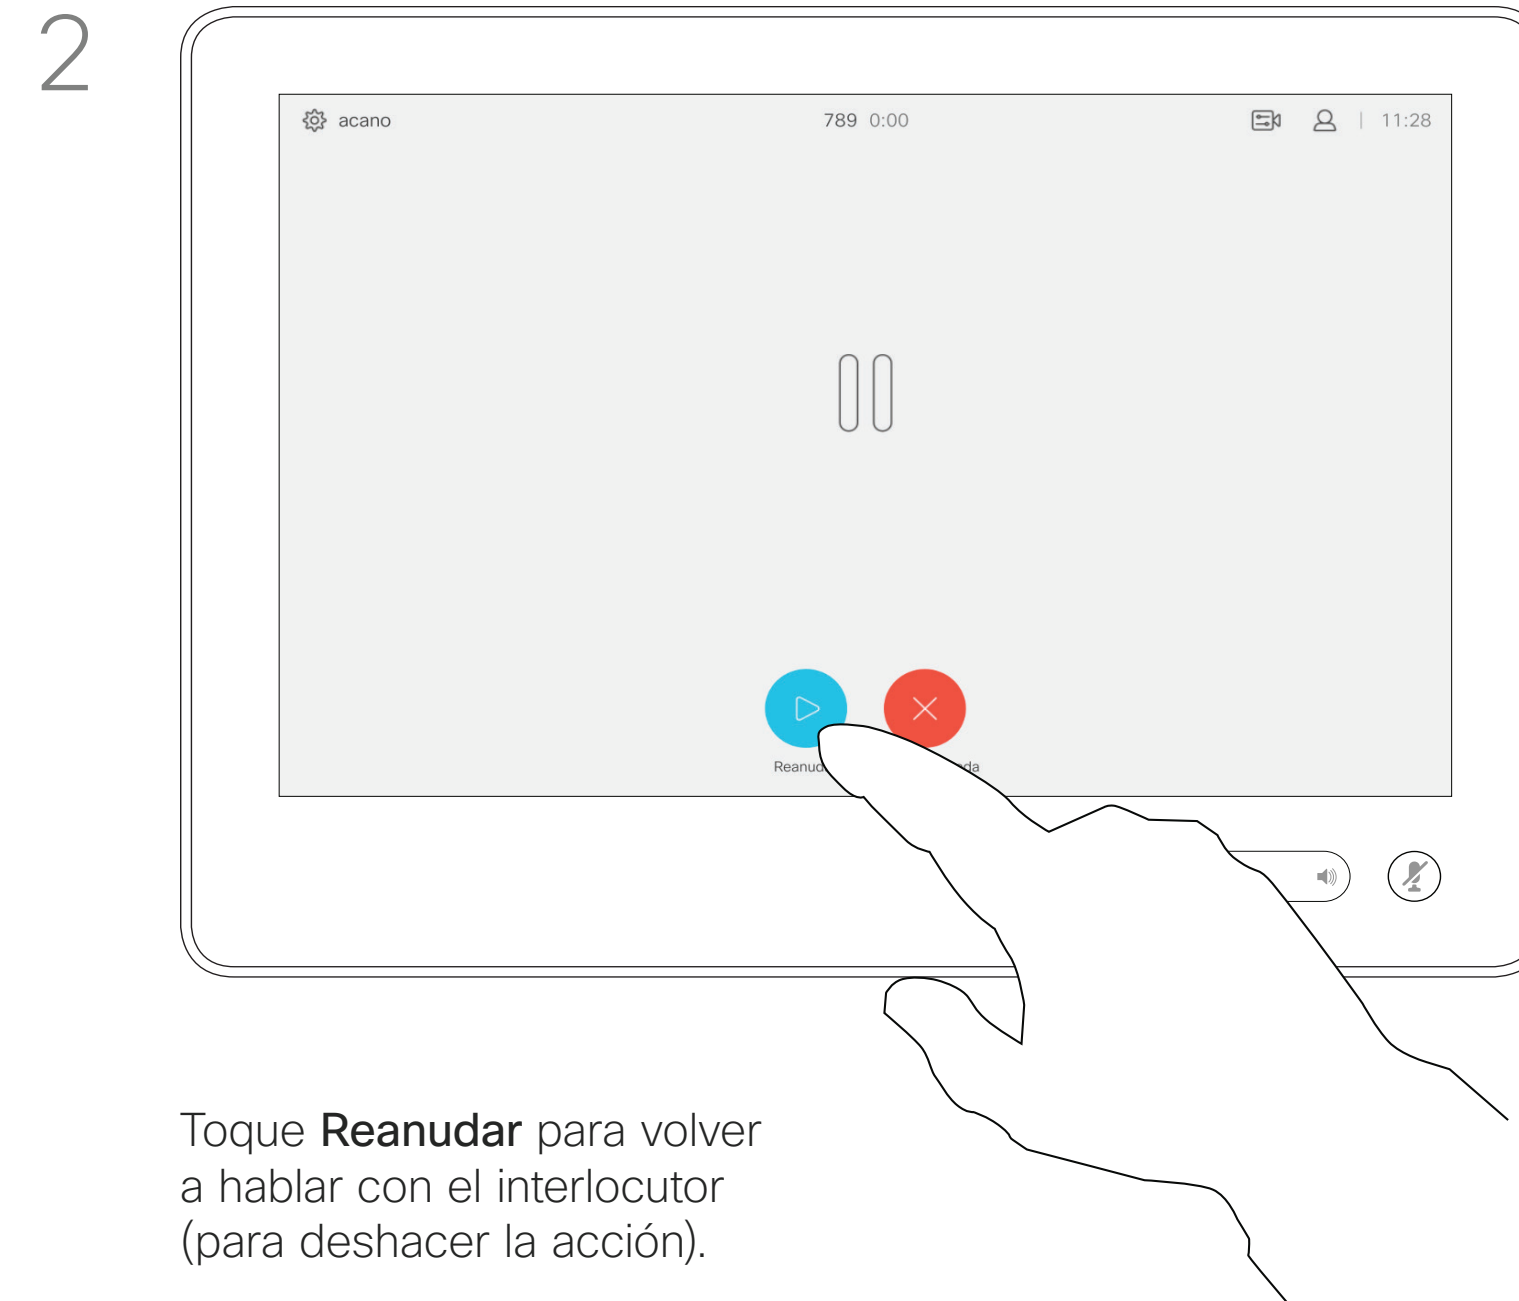 2
acano 789 0:00 11:28
Toque Reanudar para volver
a hablar con el interlocutor
(para deshacer la acción).